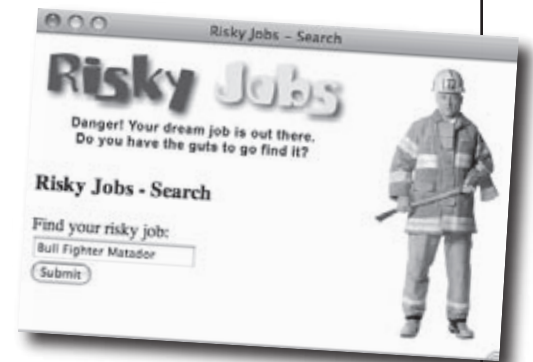 Risky Jobs – Search
Risky Jobs
Danger! Your dream job is out there.
Do you have the guts to go find it?
Risky Jobs - Search
Find your risky job:
Bull Fighter Matador
Submit